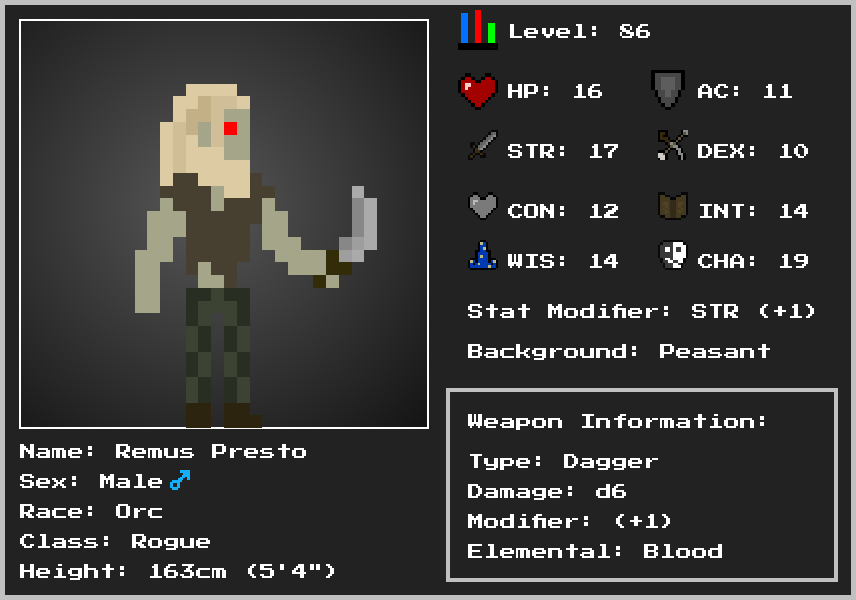 Level: 86
HP: 16
AC: 11
STR: 17
DEX: 10
CON: 12
INT: 14
WIS: 14
CHA: 19
Stat Modifier: STR (+1)
Background: Peasant
Weapon Information:
Type: Dagger
Damage: d6
Modifier: (+1)
Elemental: Blood
Name: Remus Presto
Sex: Male ♂
Race: Orc
Class: Rogue
Height: 163cm (5'4")